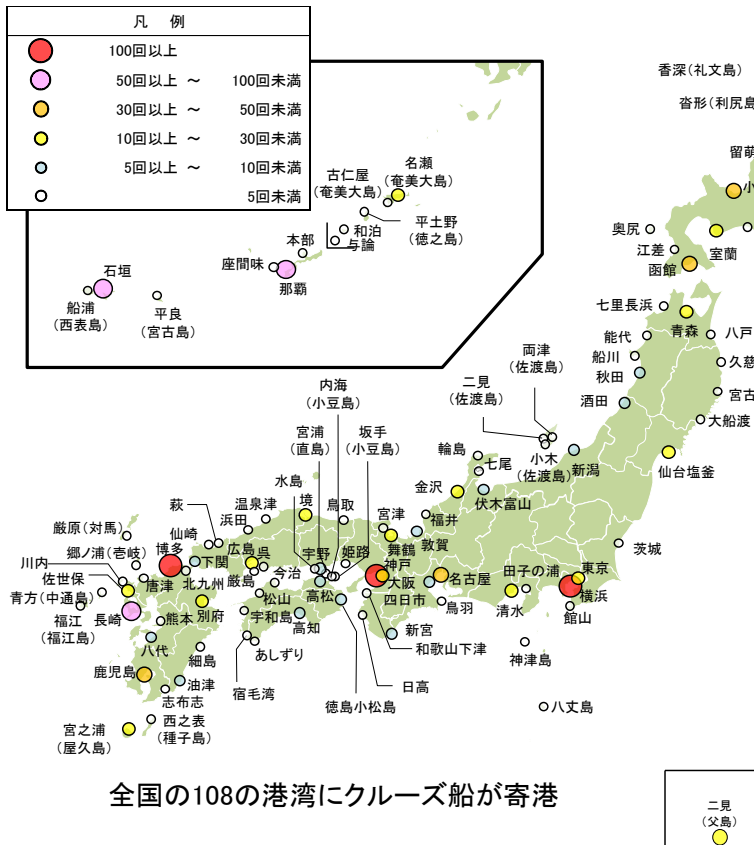 凡 例
100回以上
50回以上 ～ 100回未満
30回以上 ～ 50回未満
10回以上 ～ 30回未満
5回以上 ～ 10回未満
5回未満
名瀬
（奄美大島）
古仁屋
（奄美大島）
平土野
（徳之島）
和泊
与論
本部
座間味
那覇
石垣
船浦
（西表島）
平良
（宮古島）
香深（礼文島）
沓形（利尻島
留萌
小
奥尻
江差
室蘭
函館
七里長浜
青森
能代
八戸
船川
久慈
秋田
宮古
酒田
大船渡
仙台塩釜
両津
（佐渡島）
二見
（佐渡島）
小木
（佐渡島）
新潟
輪島
七尾
金沢
伏木富山
福井
敦賀
内海
（小豆島）
宮浦
（直島）
坂手
（小豆島）
水島
境
鳥取
宮津
舞鶴
温泉津
浜田
萩
仙崎
厳原（対馬）
郷ノ浦（壱岐）
博多
下関
広島
呉
宇野
姫路
神戸
大阪
名古屋
田子の浦
東京
横浜
茨城
川内
佐世保
青方（中通島）
唐津
北九州
厳島
今治
高松
四日市
鳥羽
清水
館山
福江
（福江島）
長崎
熊本
別府
松山
宇和島
高知
新宮
和歌山下津
神津島
八代
細島
あしずり
宿毛湾
徳島小松島
日高
八丈島
鹿児島
油津
志布志
宮之浦
（屋久島）
西之表
（種子島）
全国の108の港湾にクルーズ船が寄港
二見
（父島）